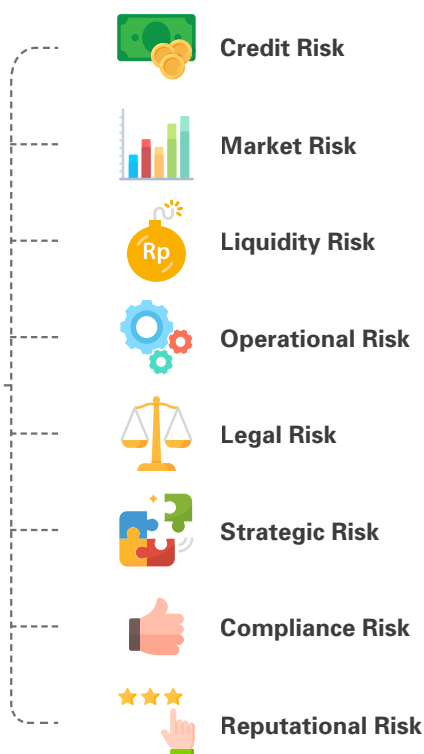 Credit Risk
Market Risk
Rp
Liquidity Risk
Operational Risk
Legal Risk
Strategic Risk
Compliance Risk
Reputational Risk